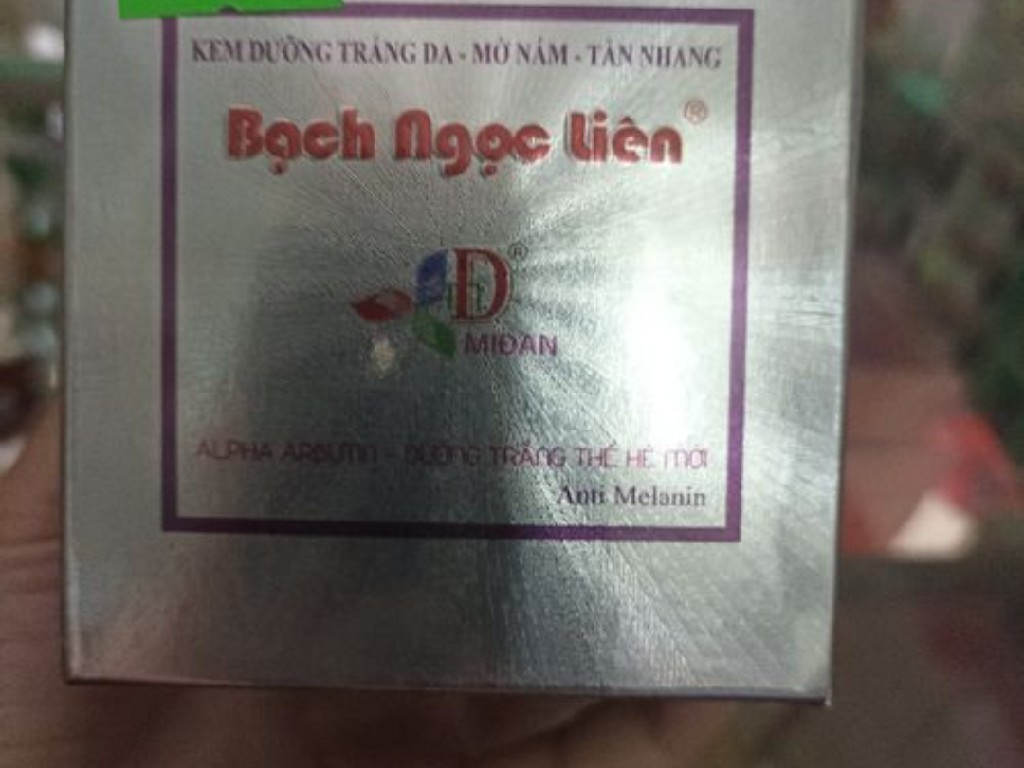 KEM DƯỠNG TRẮNG DA - MỜ NÁM - TÀN NHANG
Bạch Ngọc Liên®
Đ®
MIĐAN
ALPHA ARBUTIN - DƯỠNG TRẮNG THẾ HỆ MỚI
Anti Melanin